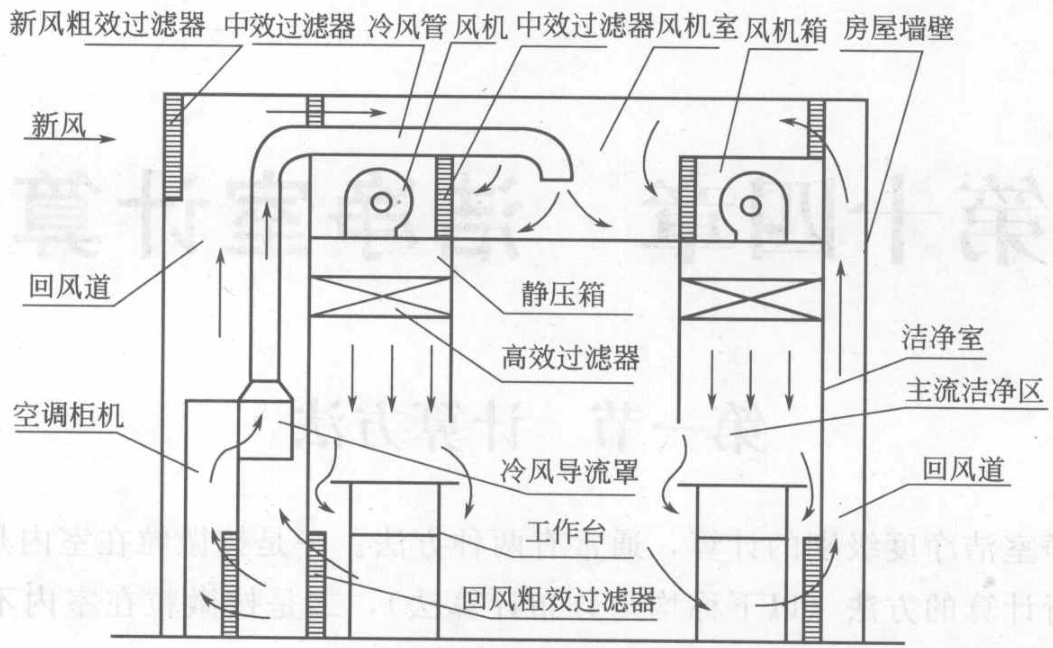 新风粗效过滤器 中效过滤器 冷风管 风机 中效过滤器 风机室 风机箱 房屋墙壁
新风
回风道
静压箱
高效过滤器
洁净室
主流洁净区
空调柜机
冷风导流罩
回风道
工作台
回风粗效过滤器